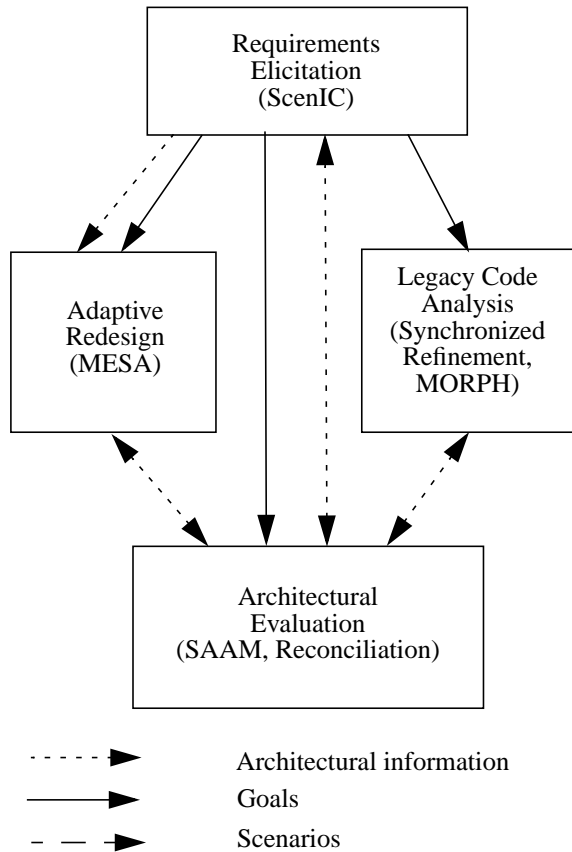 Requirements
Elicitation
(ScenIC)
Adaptive
Redesign
(MESA)
Legacy Code
Analysis
(Synchronized
Refinement,
MORPH)
Architectural
Evaluation
(SAAM, Reconciliation)
Architectural information
Goals
Scenarios